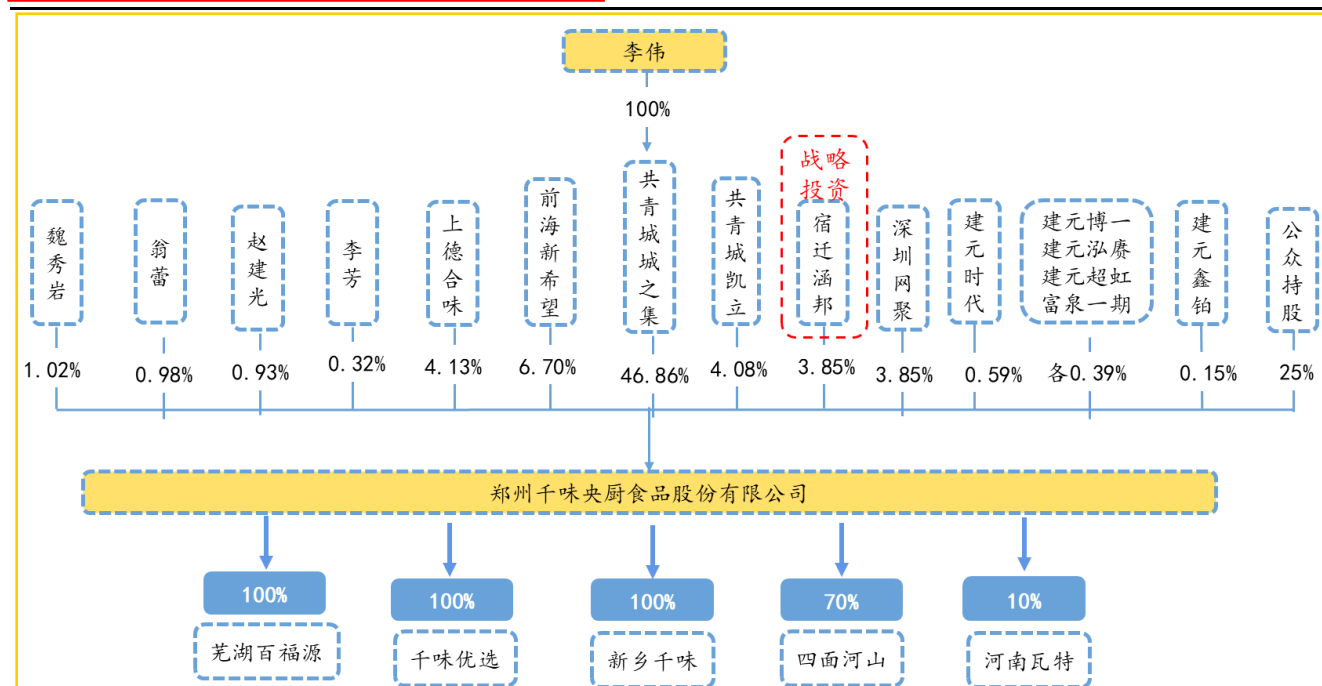 李伟
100%
战略
投资
魏秀岩
翁蕾
赵建光
李芳
上德合味
前海新希望
共青城城之集
共青城凯立
宿迁涵邦
深圳网聚
建元时代
建元博一
建元泓赓
建元超虹
富泉一期
建元鑫铂
公众持股
1.02%
0.98%
0.93%
0.32%
4.13%
6.70%
46.86%
4.08%
3.85%
3.85%
0.59%
各0.39%
0.15%
25%
郑州千味央厨食品股份有限公司
100%
100%
100%
70%
10%
芜湖百福源
千味优选
新乡千味
四面河山
河南瓦特